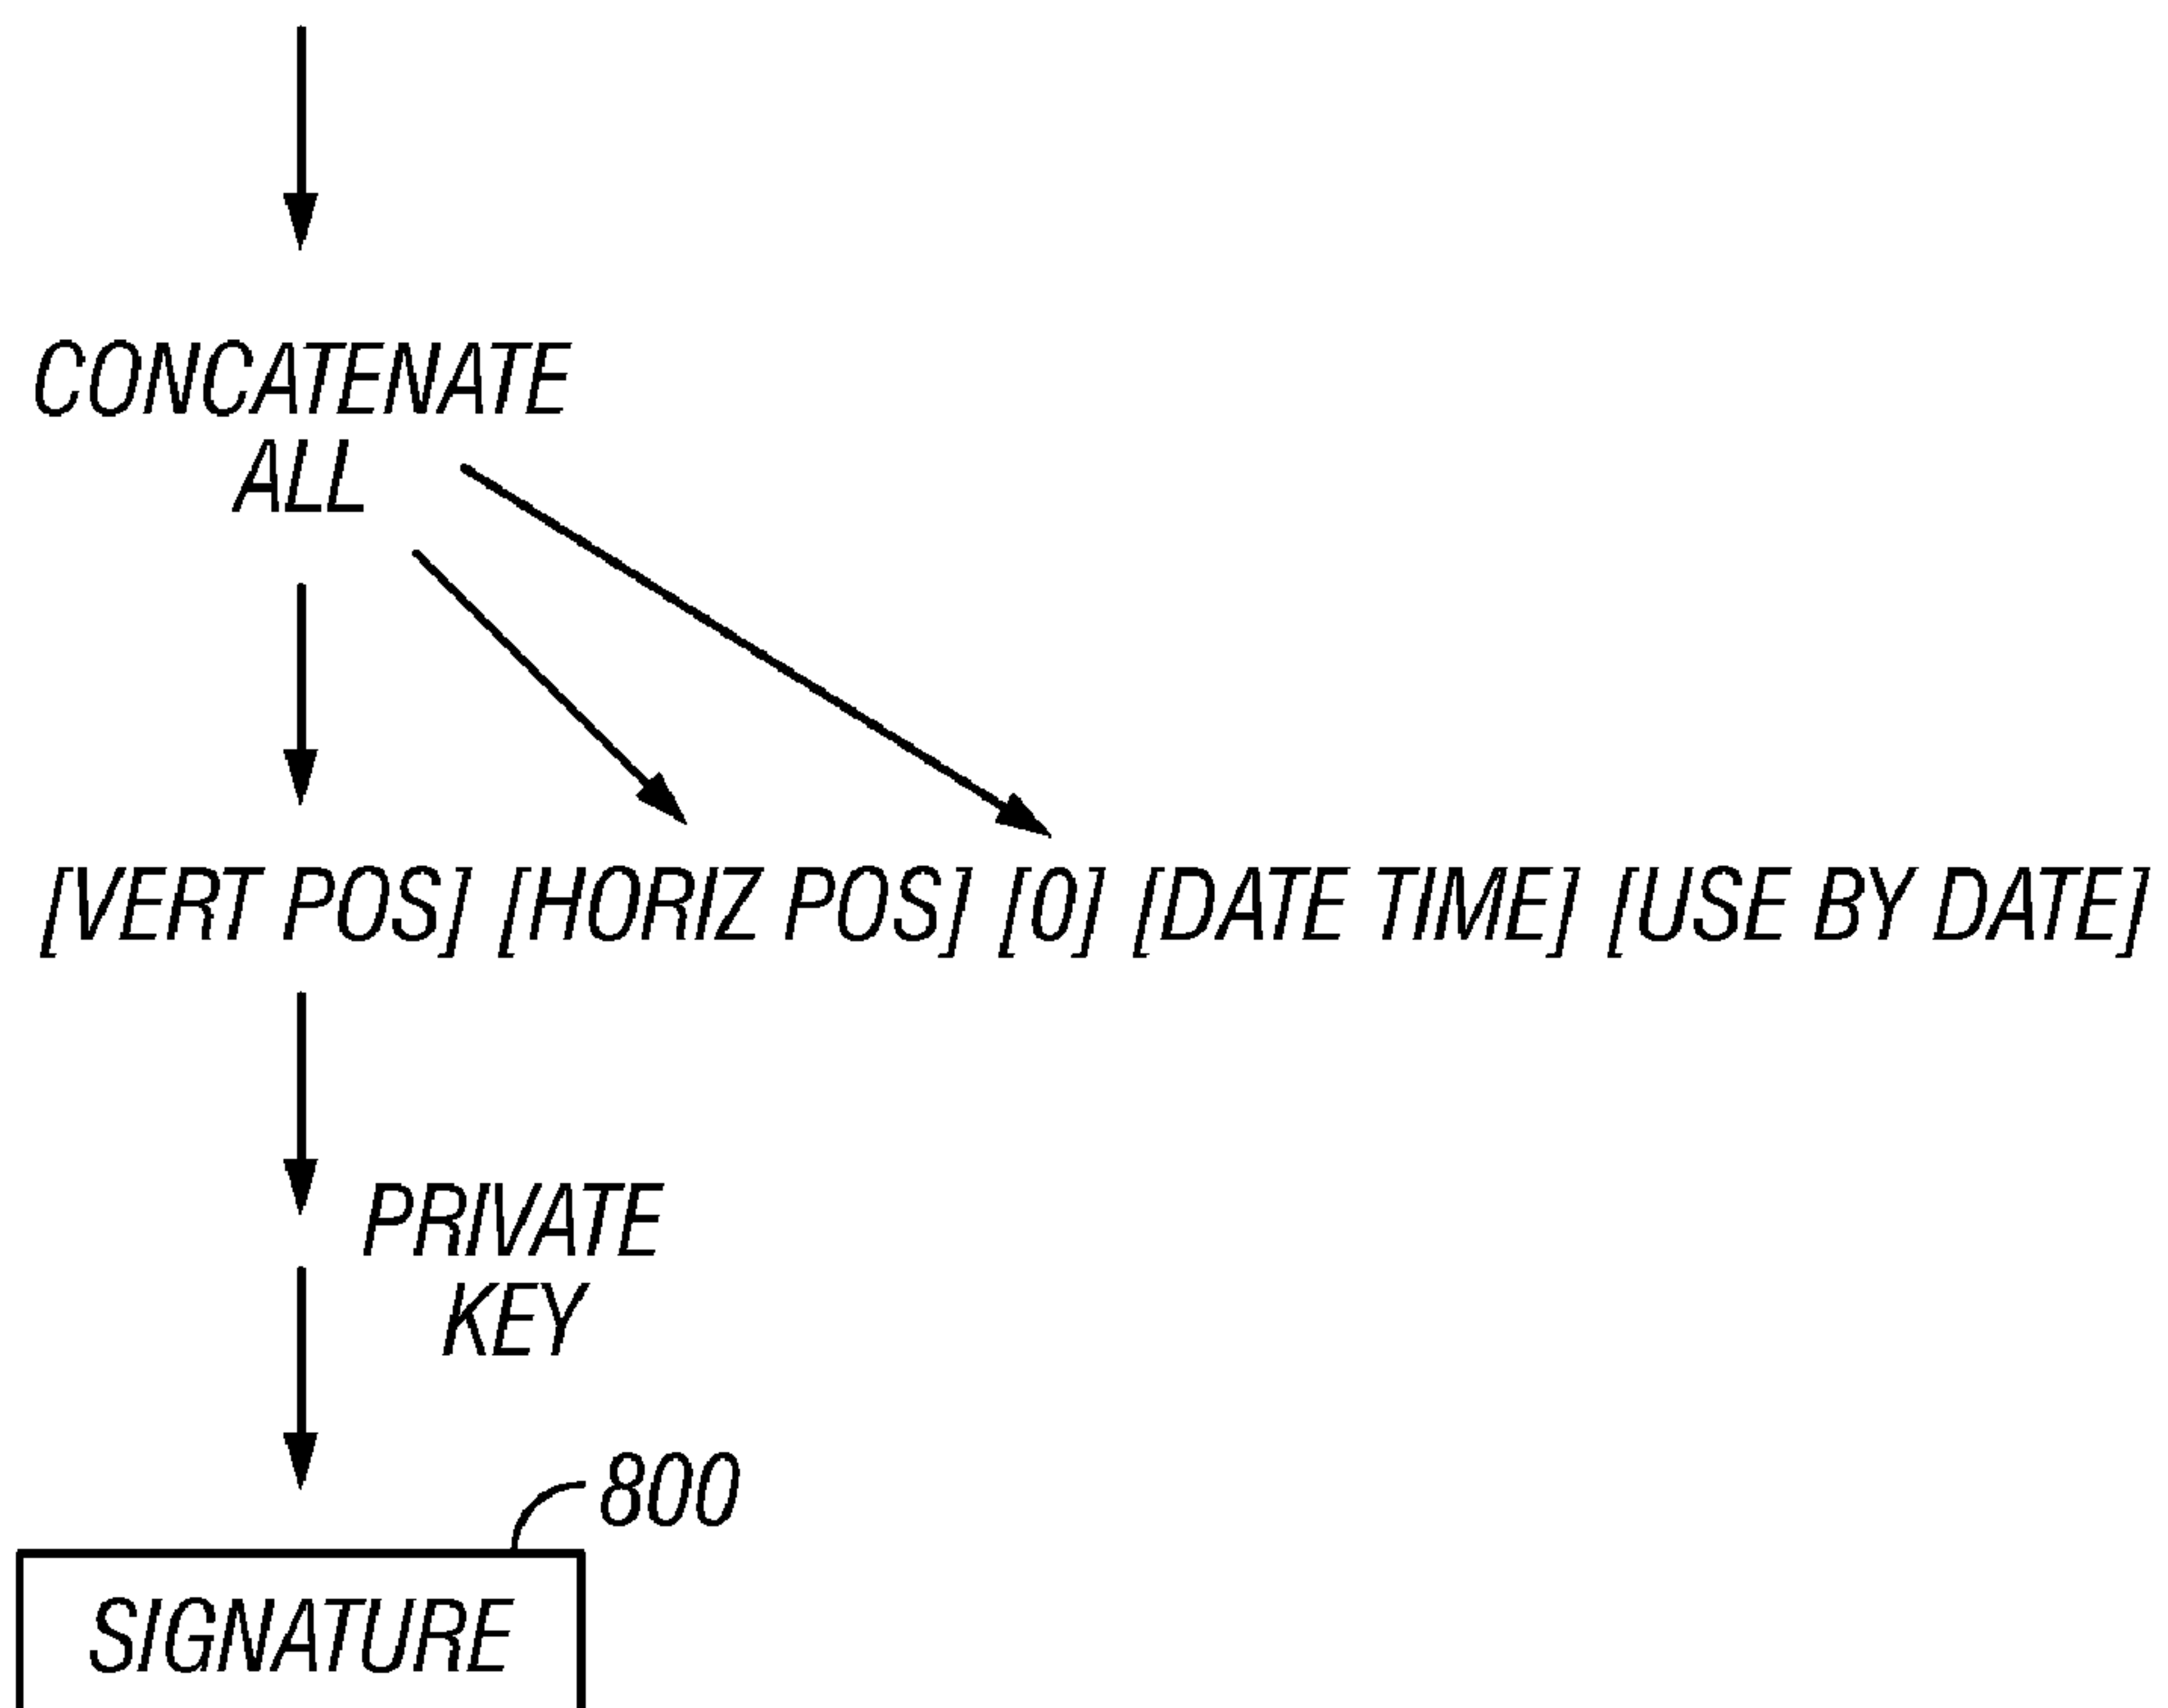 CONCATENATE
ALL
[VERT POS] [HORIZ POS] [0] [DATE TIME] [USE BY DATE]
PRIVATE
KEY
800
SIGNATURE